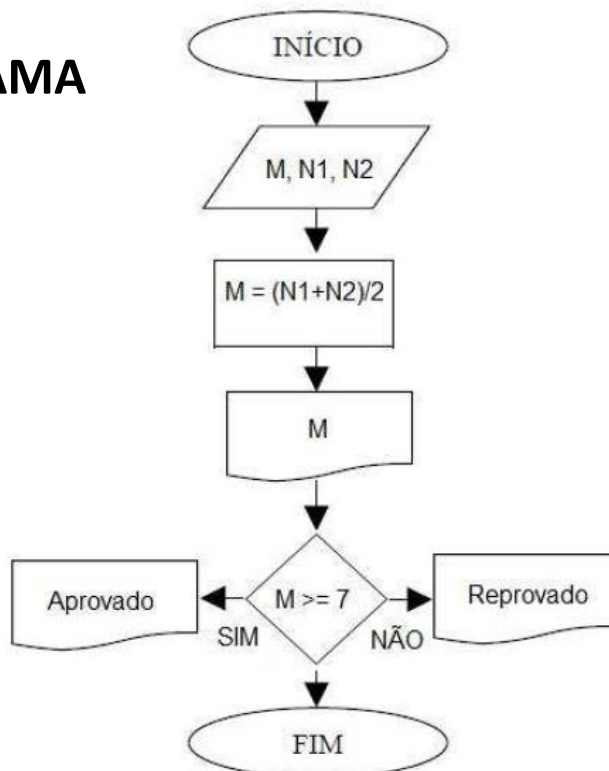 INÍCIO
AMA
M, N1, N2
M = (N1+N2)/2
M
Aprovado
M >= 7
Reprovado
SIM
NÃO
FIM